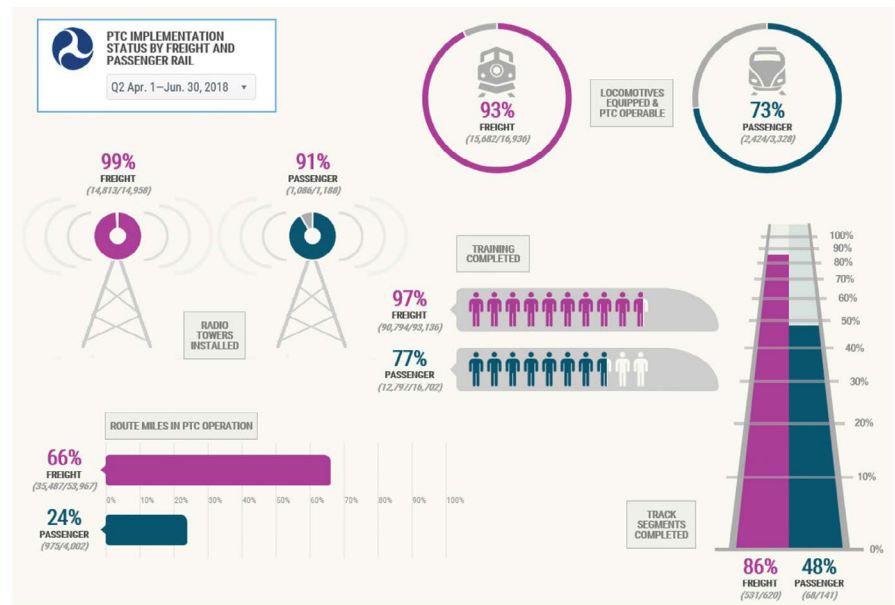 PTC IMPLEMENTATION
STATUS BY FREIGHT AND
PASSENGER RAIL
Q2 Apr. 1—Jun. 30, 2018
93%
FREIGHT
(15,682/16,936)
LOCOMOTIVES
EQUIPPED &
PTC OPERABLE
73%
PASSENGER
(2,424/3,328)
99%
FREIGHT
(14,813/14,958)
91%
PASSENGER
(1,086/1,188)
RADIO
TOWERS
INSTALLED
TRAINING
COMPLETED
97%
FREIGHT
(90,794/93,136)
77%
PASSENGER
(12,797/16,702)
100%
90%
80%
70%
60%
50%
40%
30%
20%
10%
0%
TRACK
SEGMENTS
COMPLETED
86%
FREIGHT
(531/620)
48%
PASSENGER
(68/141)
ROUTE MILES IN PTC OPERATION
66%
FREIGHT
(35,487/53,967)
0% 10% 20% 30% 40% 50% 60% 70% 80% 90% 100%
24%
PASSENGER
(975/4,002)